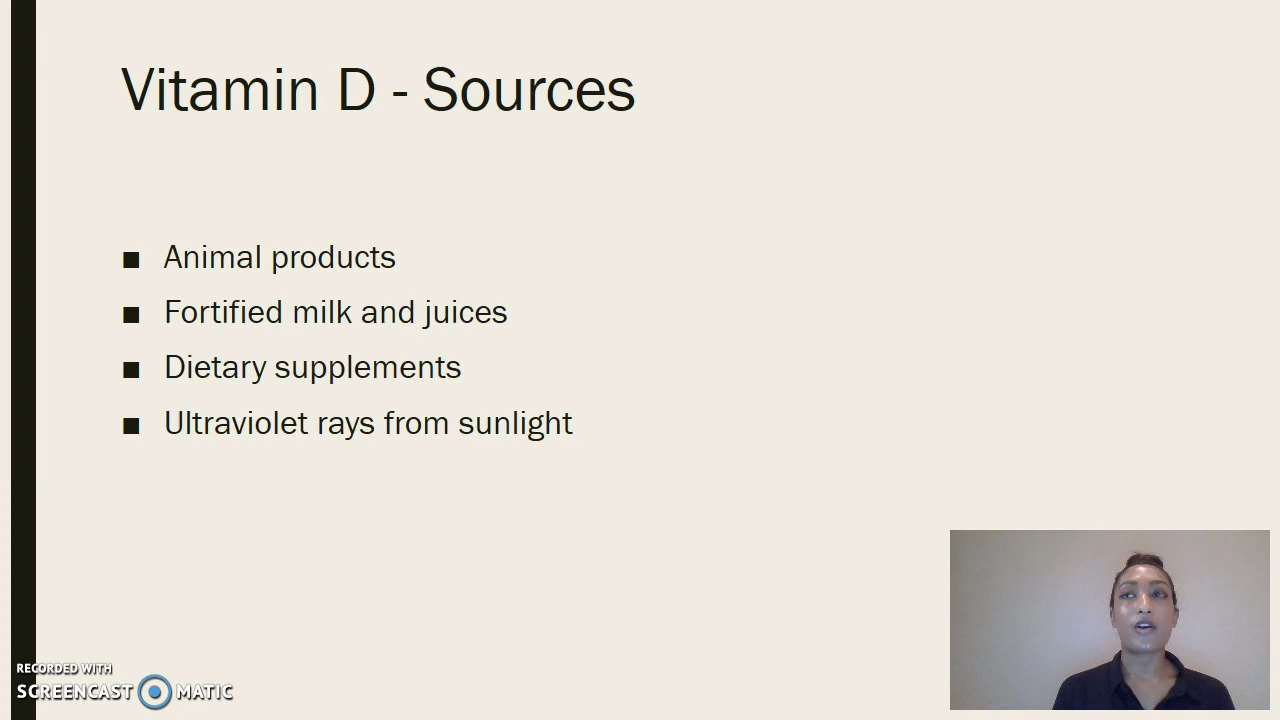 Vitamin D - Sources
■ Animal products
■ Fortified milk and juices
■ Dietary supplements
■ Ultraviolet rays from sunlight
RECORDED WITH
SCREENCAST MATIC